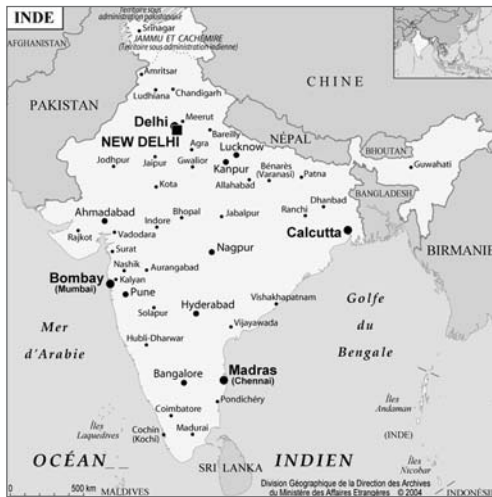 INDE
Territoire sous
administration pakistanaise
Srinagar
JAMMU ET CACHEMIRE
(Territoire sous administration indienne)
AFGHANISTAN
Amritsar
CHINE
Ludhiana
Chandigarh
PAKISTAN
Delhi
Meerut
NEW DELHI
Bareilly
NÉPAL
BHOUTAN
Agra
Lucknow
Jodhpur
Jaipur
Gwalior
Kanpur
Bénarès
(Varanasi)
Patna
Guwahati
Kota
Allahabad
BANGLADESH
Dhanbad
Ahmadabad
Bhopal
Jabalpur
Ranchi
Indore
Rajkot
Vadodara
Calcutta
Surat
Nagpur
BIRMANIE
Nashik
Aurangabad
Bombay
(Mumbai)
Kalyan
Pune
Vishakhapatnam
Golfe
du
Bengale
Hyderabad
Solapur
Mer
d'Arabie
Vijayawada
Hubli-Dharwar
Madras
(Chennai)
Bangalore
Îles
Andaman
Pondichéry
Coimbatore
Îles
Laquedives
Cochin
(Kochi)
Madurai
(INDE)
OCÉAN
INDIEN
Îles
Nicobar
SRI LANKA
0
500 km
MALDIVES
Division Géographique de la Direction des Archives
du Ministère des Affaires Etrangères © 2004
INDONÉSIE